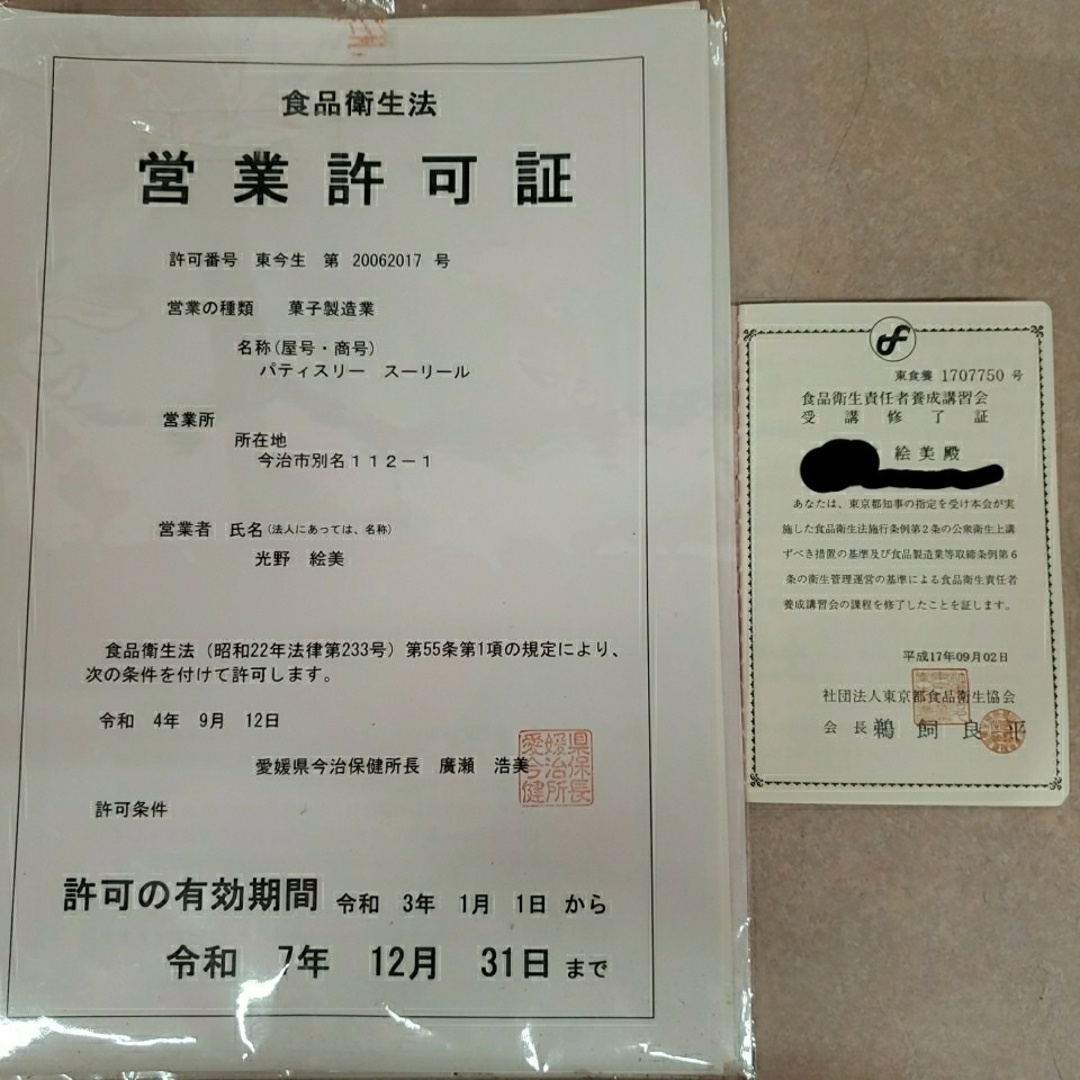 食品衛生法
営業許可証
許可番号 東今生 第 20062017 号
営業の種類 菓子製造業
名称(屋号・商号)
パティスリー スーリール
営業所
所在地
今治市別名112-1
営業者 氏名(法人にあっては、名称)
光野 絵美
食品衛生法(昭和22年法律第233号)第55条第1項の規定により、
次の条件を付けて許可します。
令和 4年 9月 12日
愛媛県今治保健所長 廣瀬 浩美
愛媛県
今治保
健所長
許可条件
許可の有効期間 令和 3年 1月 1日 から
令和 7年 12月 31日 まで
東食養 1707750 号
食品衛生責任者養成講習会
受講修了証
絵美殿
あなたは、東京都知事の指定を受け本会が実
施した食品衛生法施行条例第2条の公衆衛生上講
ずべき措置の基準及び食品製造業等取締条例第6
条の衛生管理運営の基準による食品衛生責任者
養成講習会の課程を修了したことを証します。
平成17年09月02日
社団法人東京都食品衛生協会
会長 鵜飼良平